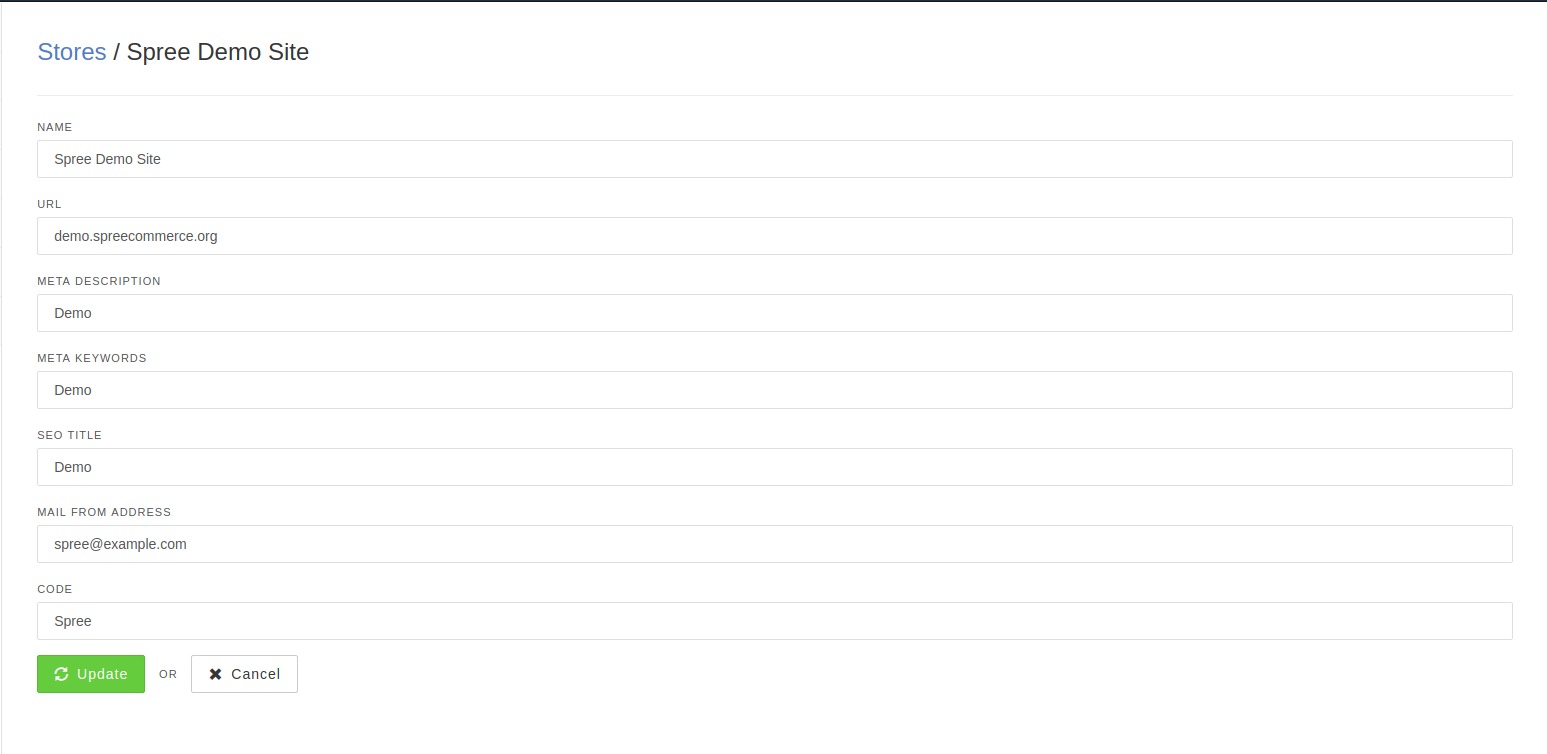 Stores / Spree Demo Site
NAME
Spree Demo Site
URL
demo.spreecommerce.org
META DESCRIPTION
Demo
META KEYWORDS
Demo
SEO TITLE
Demo
MAIL FROM ADDRESS
spree@example.com
CODE
Spree
Update OR Cancel